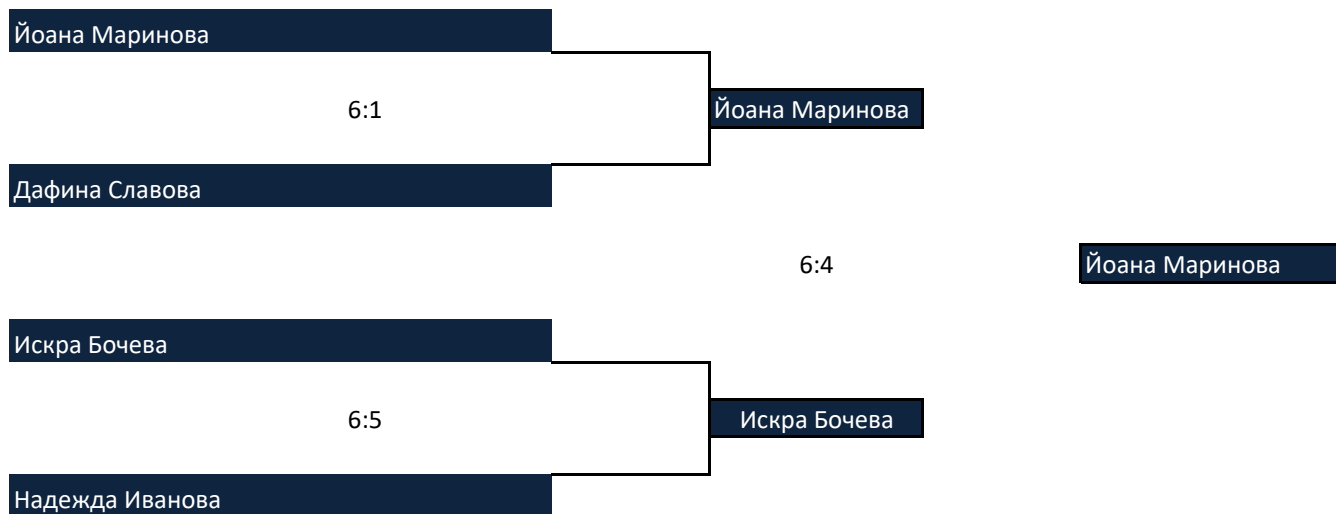 Йоана Маринова
6:1
Йоана Маринова
Дафина Славова
6:4
Йоана Маринова
Искра Бочева
6:5
Искра Бочева
Надежда Иванова